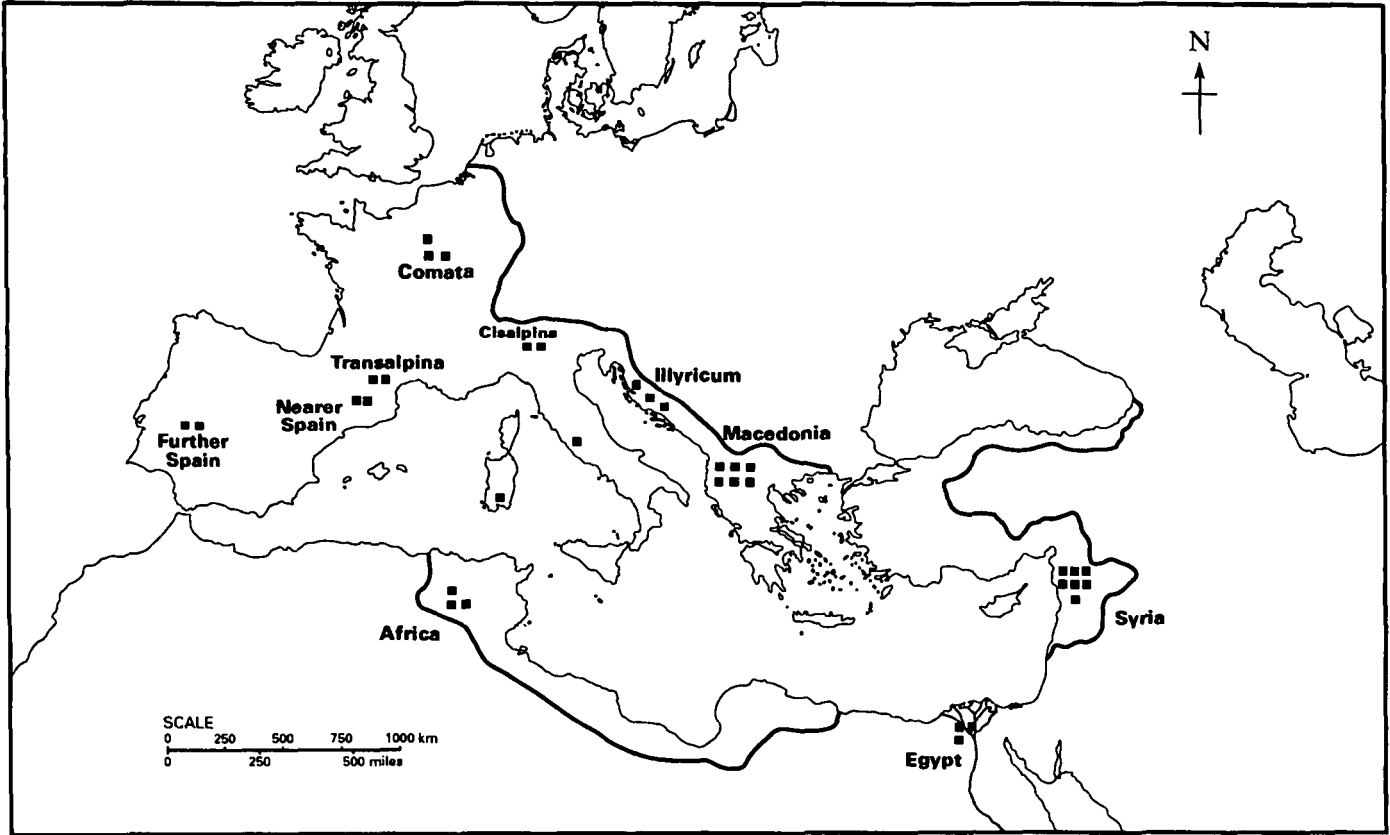 N
Comata
Cisalpina
Transalpina
Illyricum
Nearer
Spain
Further
Spain
Macedonia
Africa
Syria
Egypt
SCALE
0 250 500 750 1000 km
0 250 500 miles